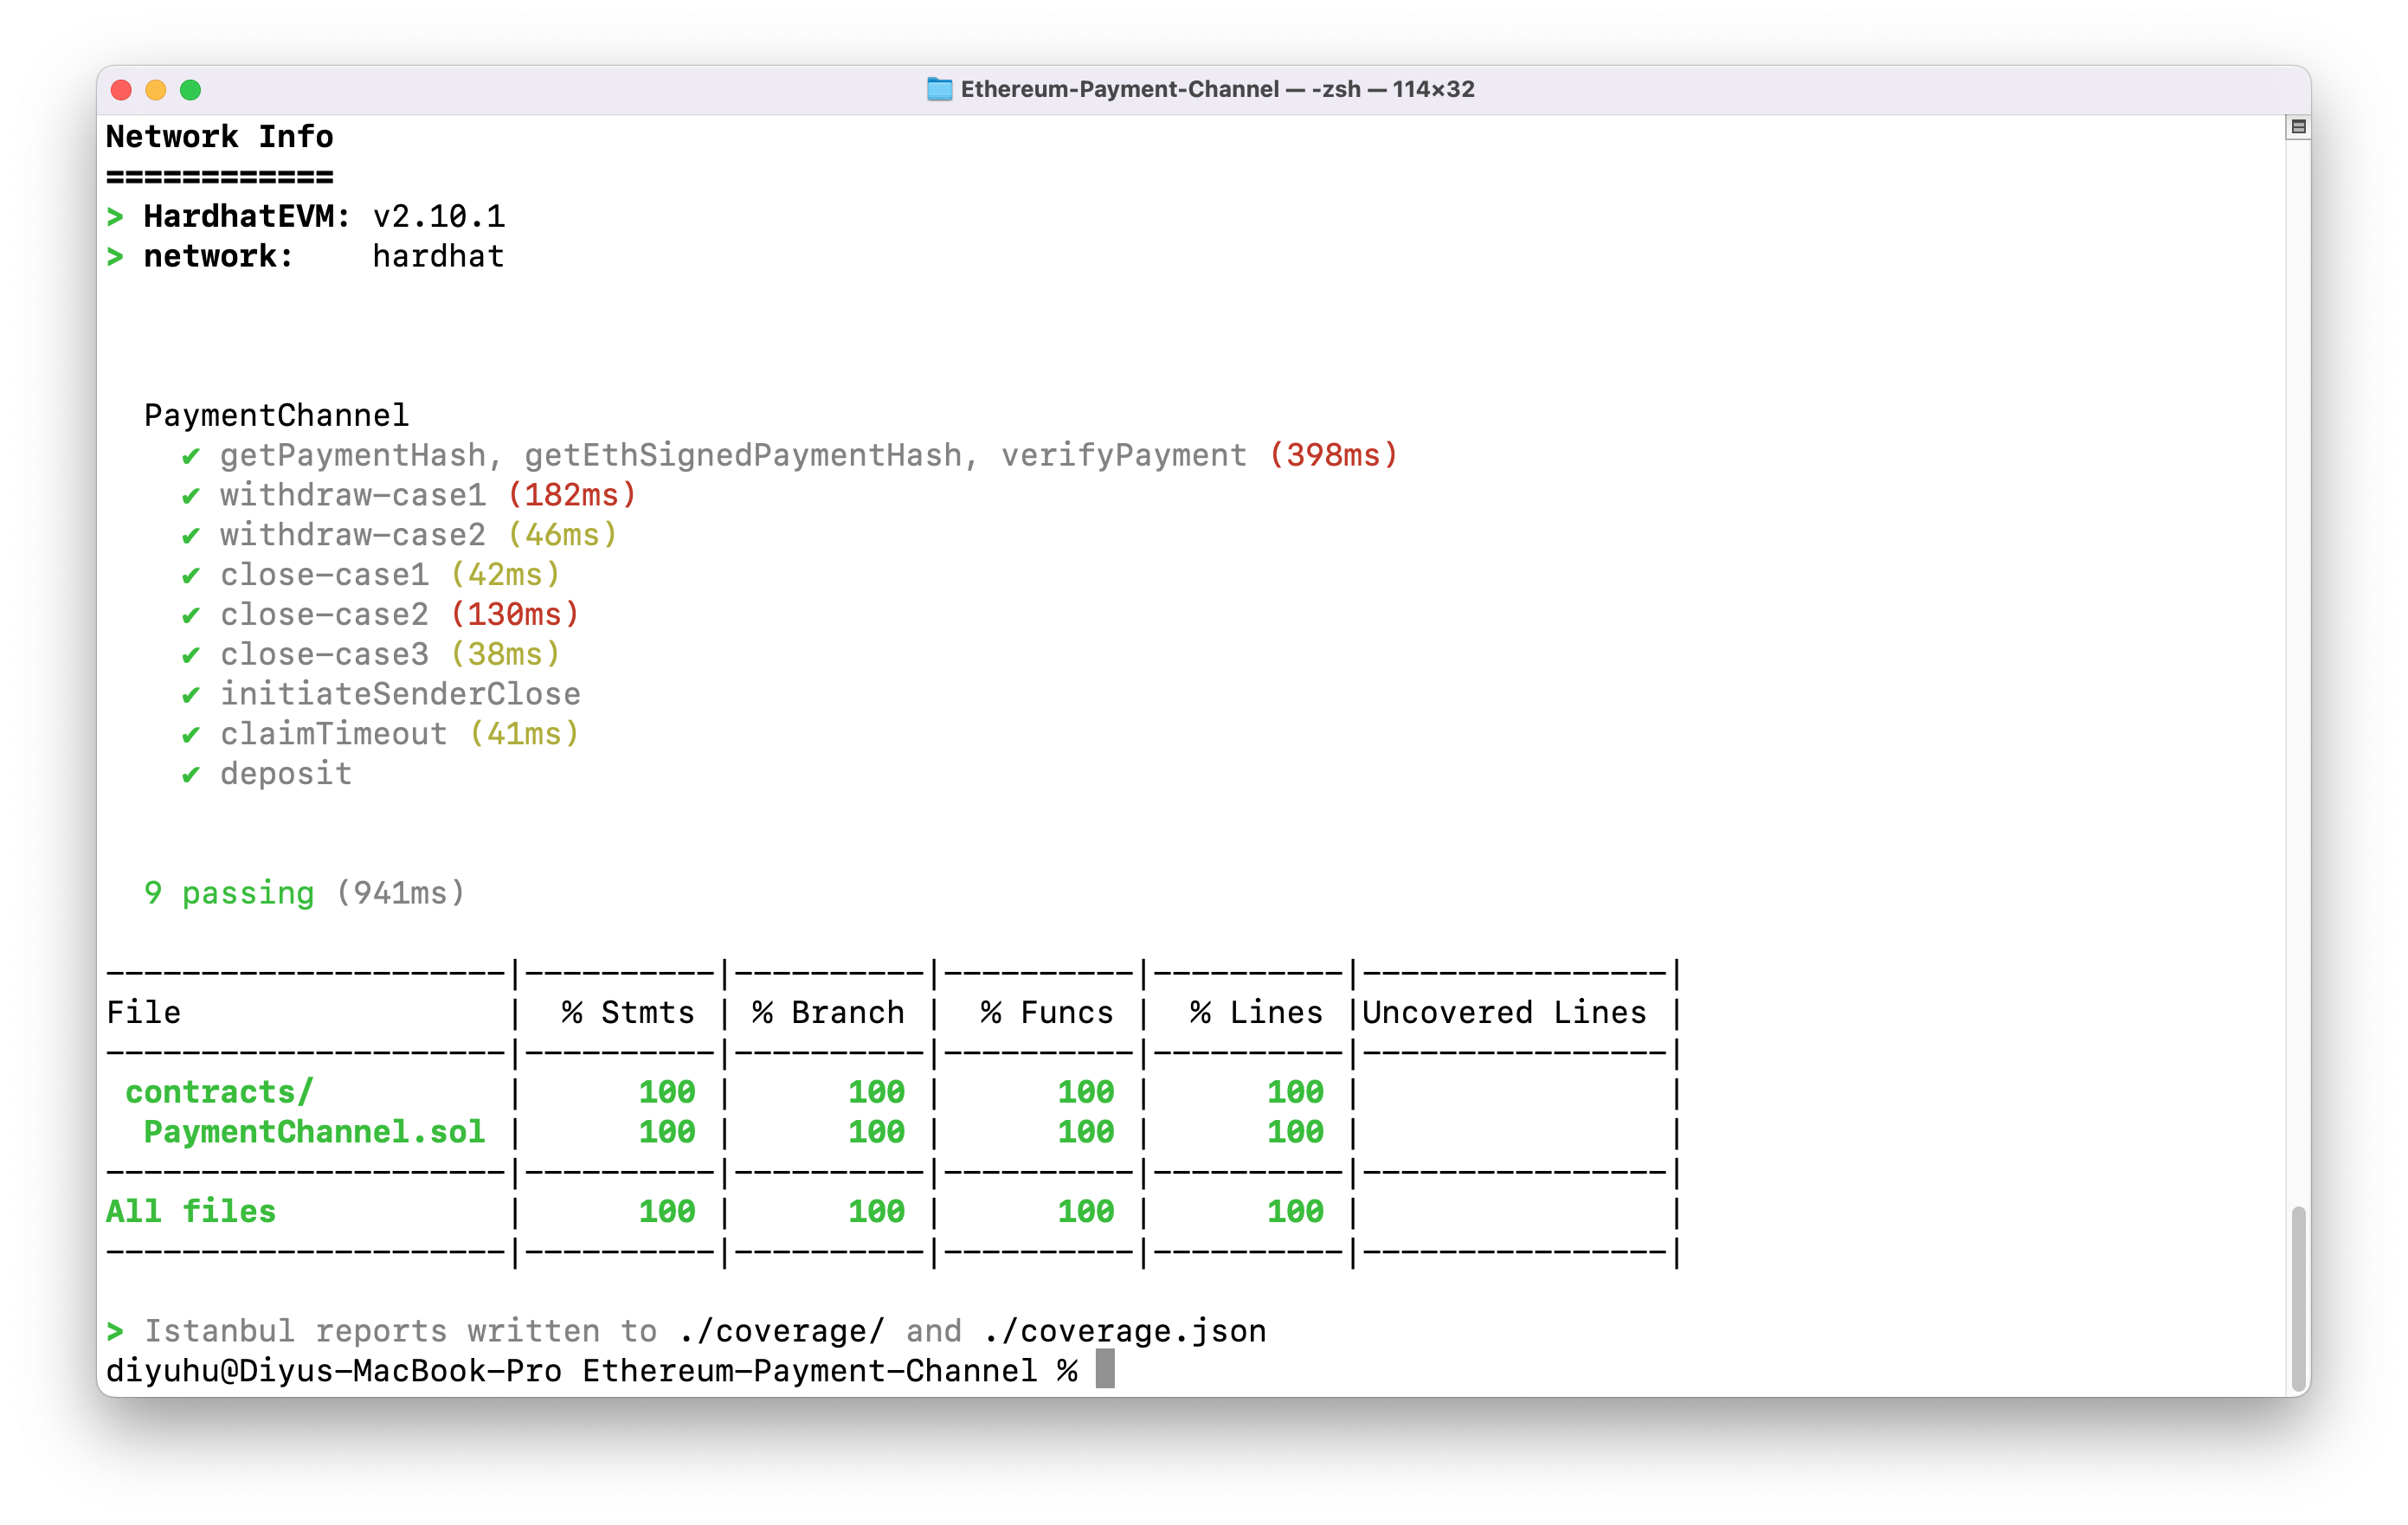 Ethereum-Payment-Channel — -zsh — 114×32
Network Info
============
> HardhatEVM: v2.10.1
> network:    hardhat
PaymentChannel
✔ getPaymentHash, getEthSignedPaymentHash, verifyPayment (398ms)
✔ withdraw-case1 (182ms)
✔ withdraw-case2 (46ms)
✔ close-case1 (42ms)
✔ close-case2 (130ms)
✔ close-case3 (38ms)
✔ initiateSenderClose
✔ claimTimeout (41ms)
✔ deposit
9 passing (941ms)
---------------------|----------|----------|----------|----------|----------------|
File                 |  % Stmts | % Branch |  % Funcs |  % Lines |Uncovered Lines |
---------------------|----------|----------|----------|----------|----------------|
 contracts/          |      100 |      100 |      100 |      100 |                |
  PaymentChannel.sol |      100 |      100 |      100 |      100 |                |
---------------------|----------|----------|----------|----------|----------------|
All files            |      100 |      100 |      100 |      100 |                |
---------------------|----------|----------|----------|----------|----------------|
> Istanbul reports written to ./coverage/ and ./coverage.json
diyuhu@Diyus-MacBook-Pro Ethereum-Payment-Channel %